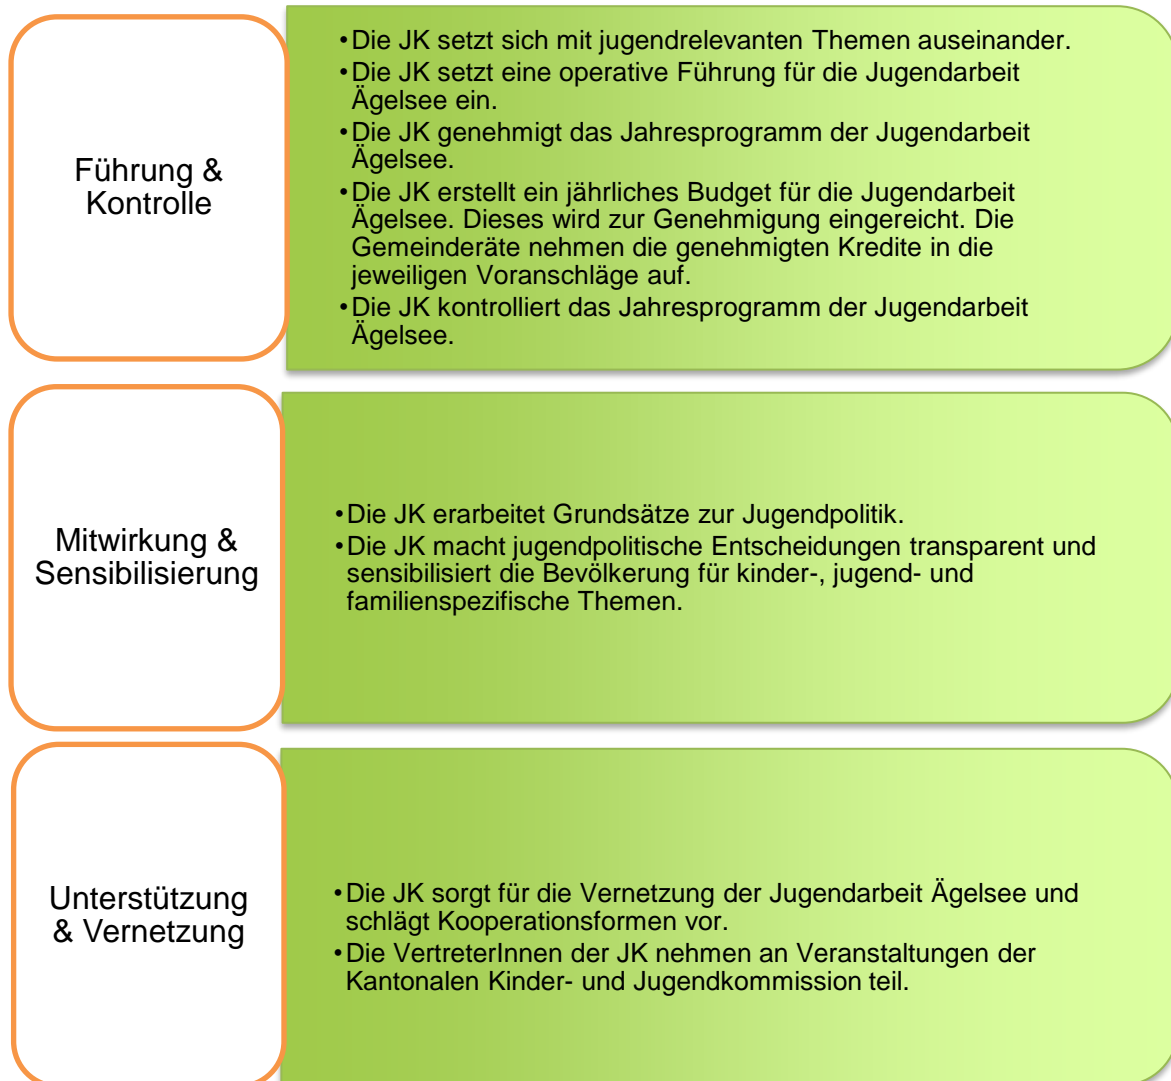 Führung &
Kontrolle
•Die JK setzt sich mit jugendrelevanten Themen auseinander.
•Die JK setzt eine operative Führung für die Jugendarbeit
Ägelsee ein.
•Die JK genehmigt das Jahresprogramm der Jugendarbeit
Ägelsee.
•Die JK erstellt ein jährliches Budget für die Jugendarbeit
Ägelsee. Dieses wird zur Genehmigung eingereicht. Die
Gemeinderäte nehmen die genehmigten Kredite in die
jeweiligen Voranschläge auf.
•Die JK kontrolliert das Jahresprogramm der Jugendarbeit
Ägelsee.
Mitwirkung &
Sensibilisierung
•Die JK erarbeitet Grundsätze zur Jugendpolitik.
•Die JK macht jugendpolitische Entscheidungen transparent und
sensibilisiert die Bevölkerung für kinder-, jugend- und
familienspezifische Themen.
Unterstützung
& Vernetzung
•Die JK sorgt für die Vernetzung der Jugendarbeit Ägelsee und
schlägt Kooperationsformen vor.
•Die VertreterInnen der JK nehmen an Veranstaltungen der
Kantonalen Kinder- und Jugendkommission teil.